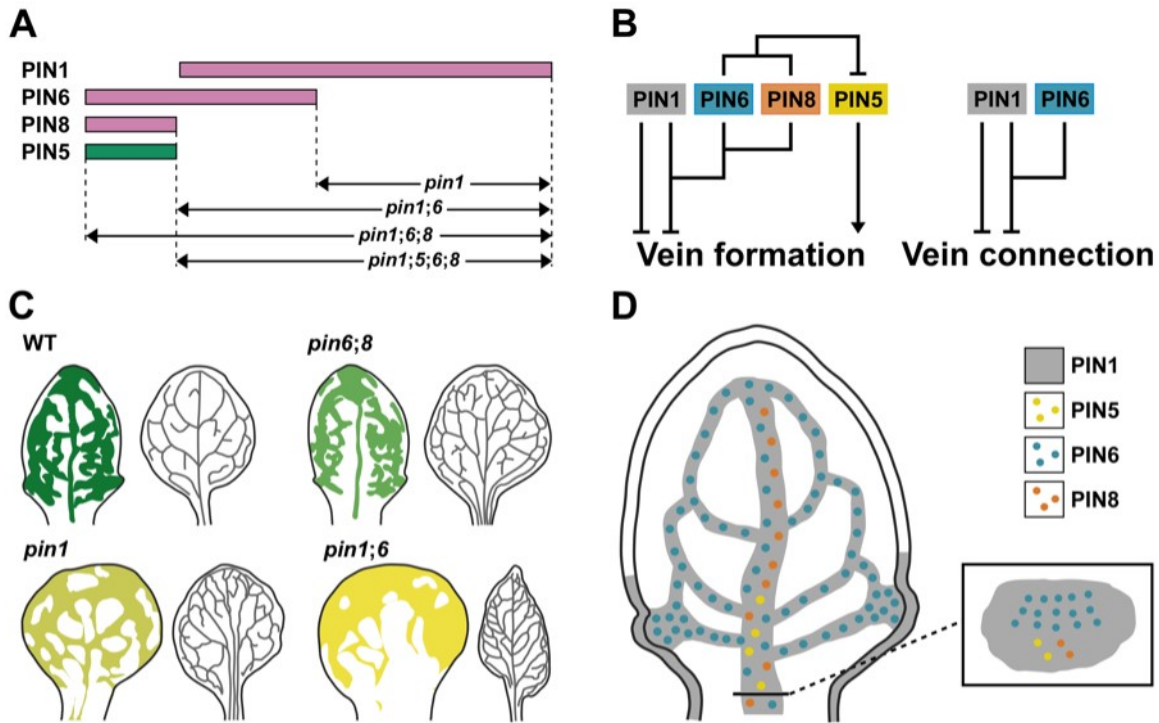 A
PIN1
PIN6
PIN8
PIN5
pin1
pin1;6
pin1;6;8
pin1;5;6;8
B
PIN1 PIN6 PIN8 PIN5
Vein formation
PIN1 PIN6
Vein connection
C
WT
pin6;8
pin1
pin1;6
D
PIN1
PIN5
PIN6
PIN8